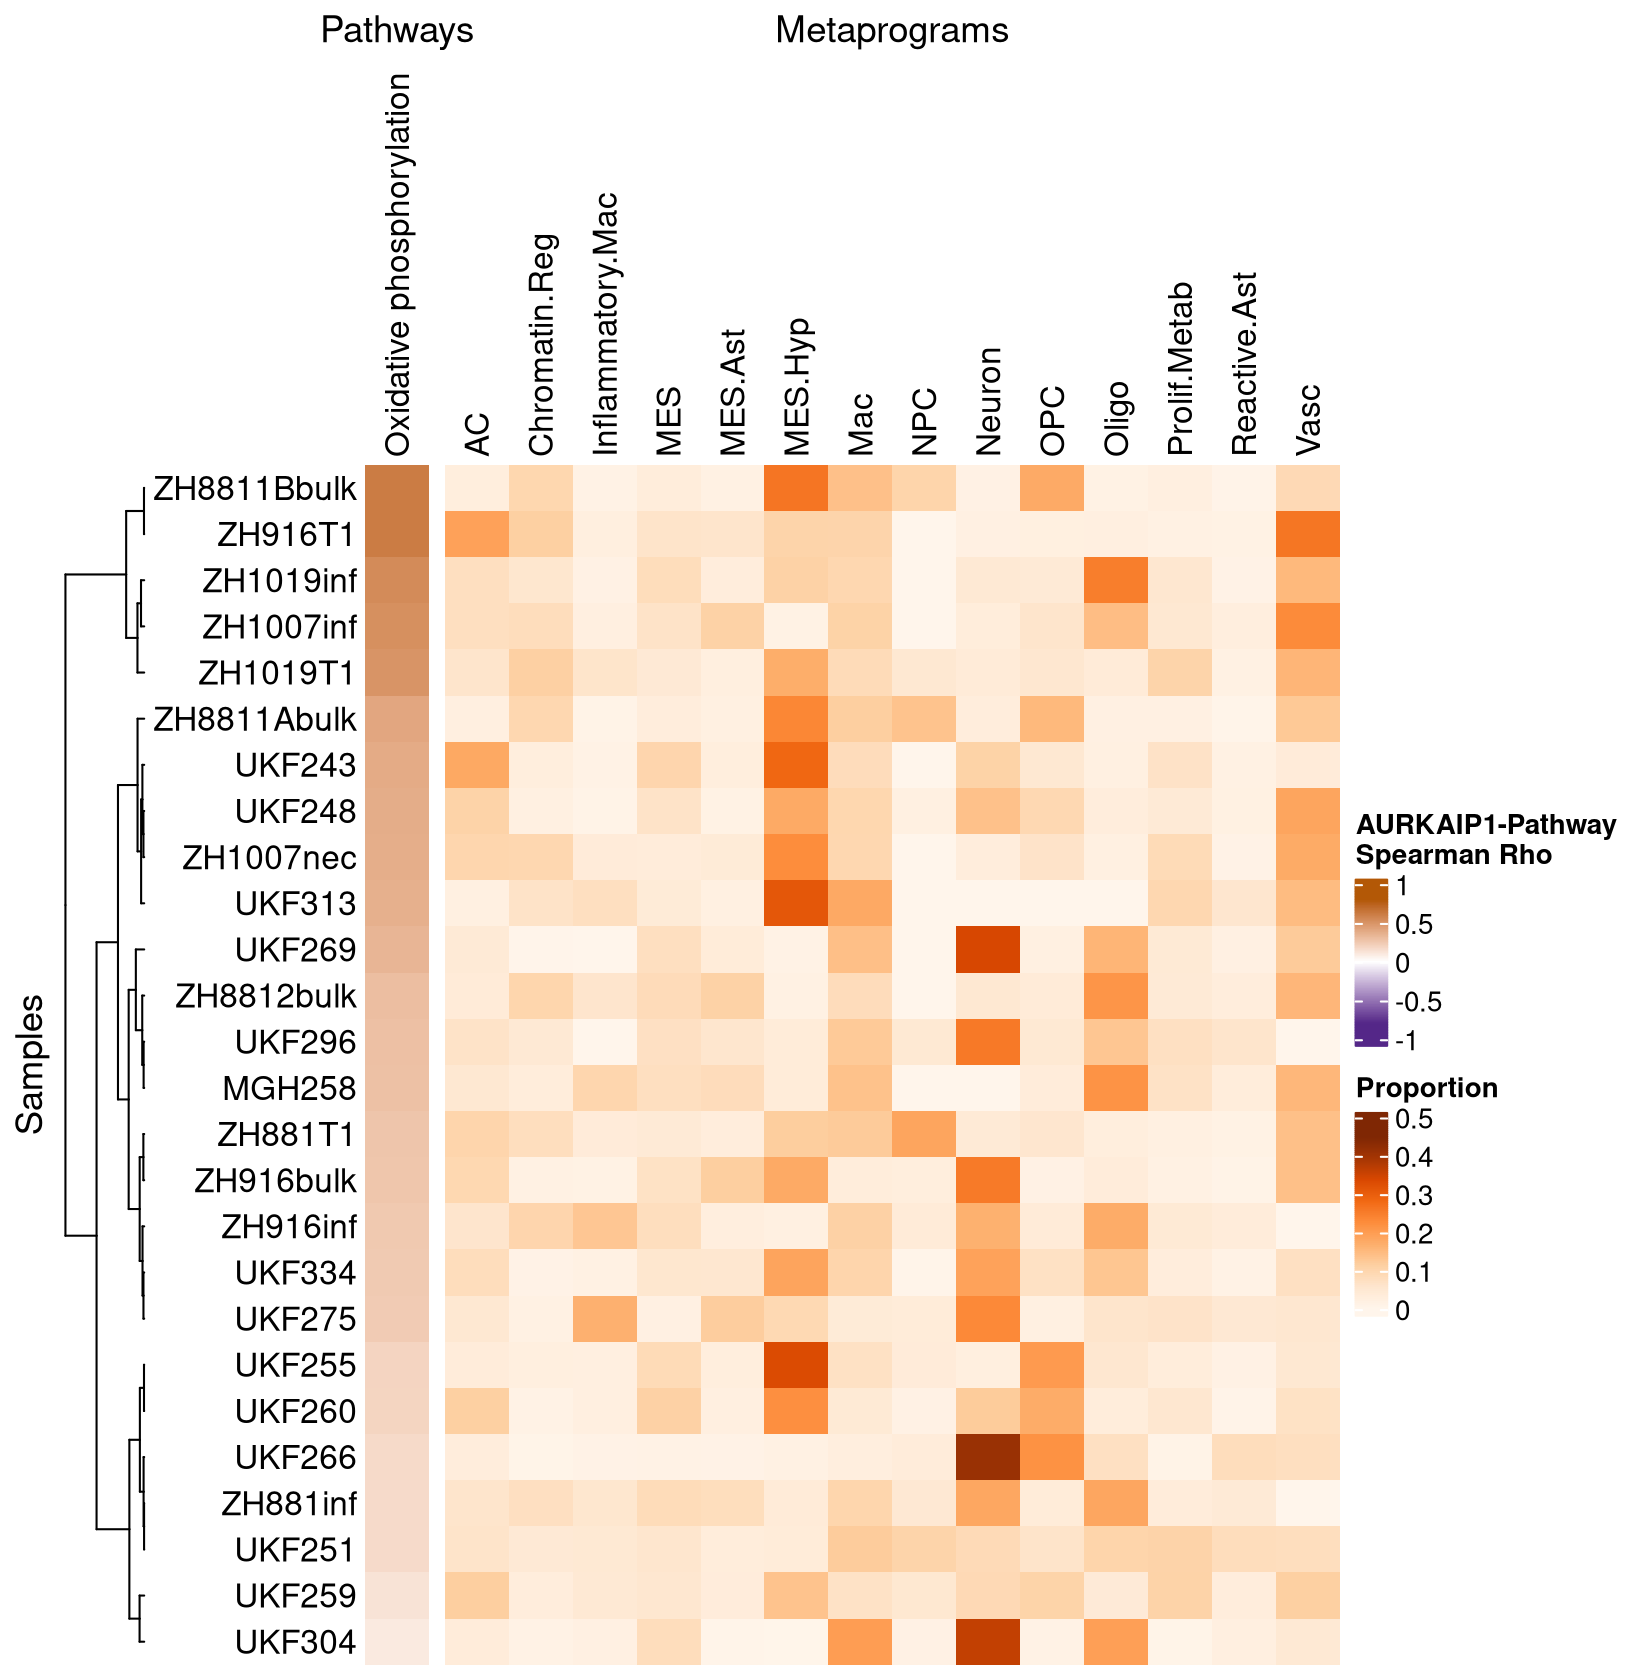 Pathways
Metaprograms
Oxidative phosphorylation
AC
Chromatin.Reg
Inflammatory.Mac
MES
MES.Ast
MES.Hyp
Mac
NPC
Neuron
OPC
Oligo
Prolif.Metab
Reactive.Ast
Vasc
Samples
ZH8811Bbulk
ZH916T1
ZH1019inf
ZH1007inf
ZH1019T1
ZH8811Abulk
UKF243
UKF248
ZH1007nec
UKF313
UKF269
ZH8812bulk
UKF296
MGH258
ZH881T1
ZH916bulk
ZH916inf
UKF334
UKF275
UKF255
UKF260
UKF266
ZH881inf
UKF251
UKF259
UKF304
AURKAIP1-Pathway
Spearman Rho
1
0.5
0
-0.5
-1
Proportion
0.5
0.4
0.3
0.2
0.1
0